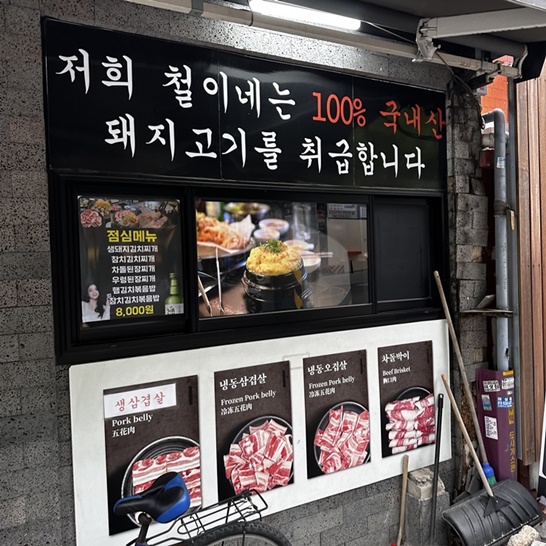 저희 철이네는 100% 국내산
돼지고기를 취급합니다
점심메뉴
생돼지김치찌개
참치김치찌개
차돌된장찌개
우렁된장찌개
햄김치볶음밥
참치김치볶음밥
8,000원
생삼겹살
Pork belly
五花肉
냉동삼겹살
Frozen Pork belly
冷冻五花肉
냉동오겹살
Frozen Pork belly
冷冻五花肉
차돌박이
Beef Brisket
胸口肉